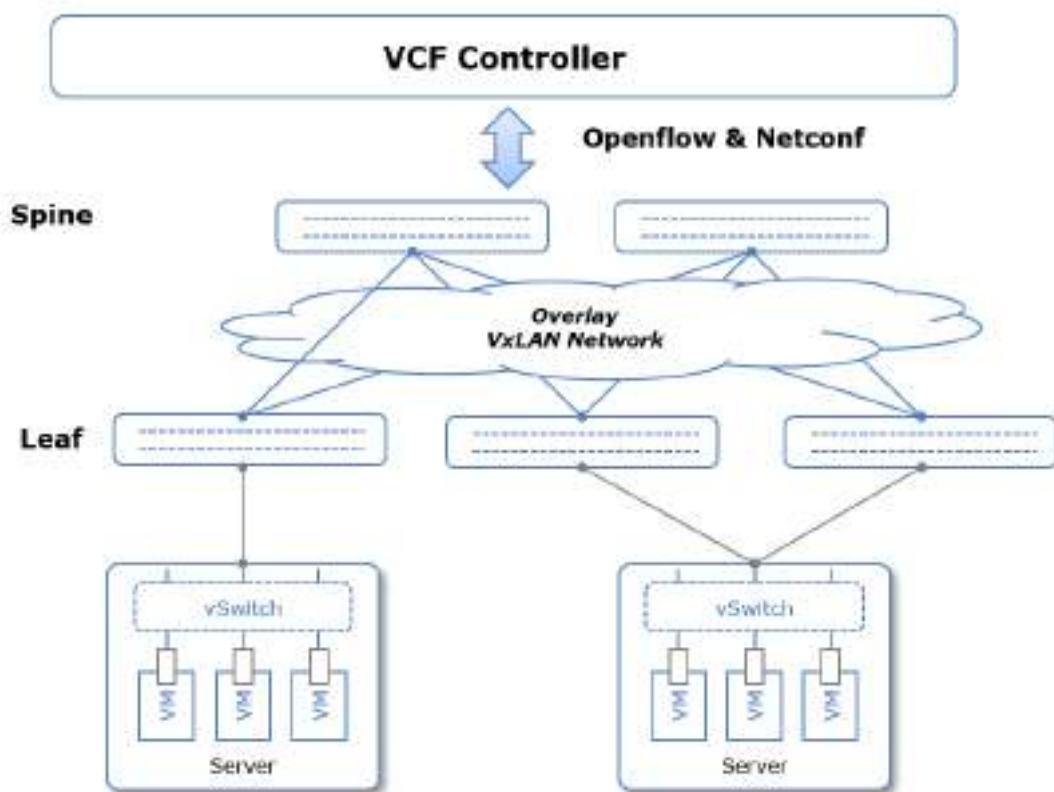 VCF Controller
Openflow & Netconf
Spine
Overlay
VxLAN Network
Leaf
vSwitch
vSwitch
VM VM VM
VM VM VM
Server
Server